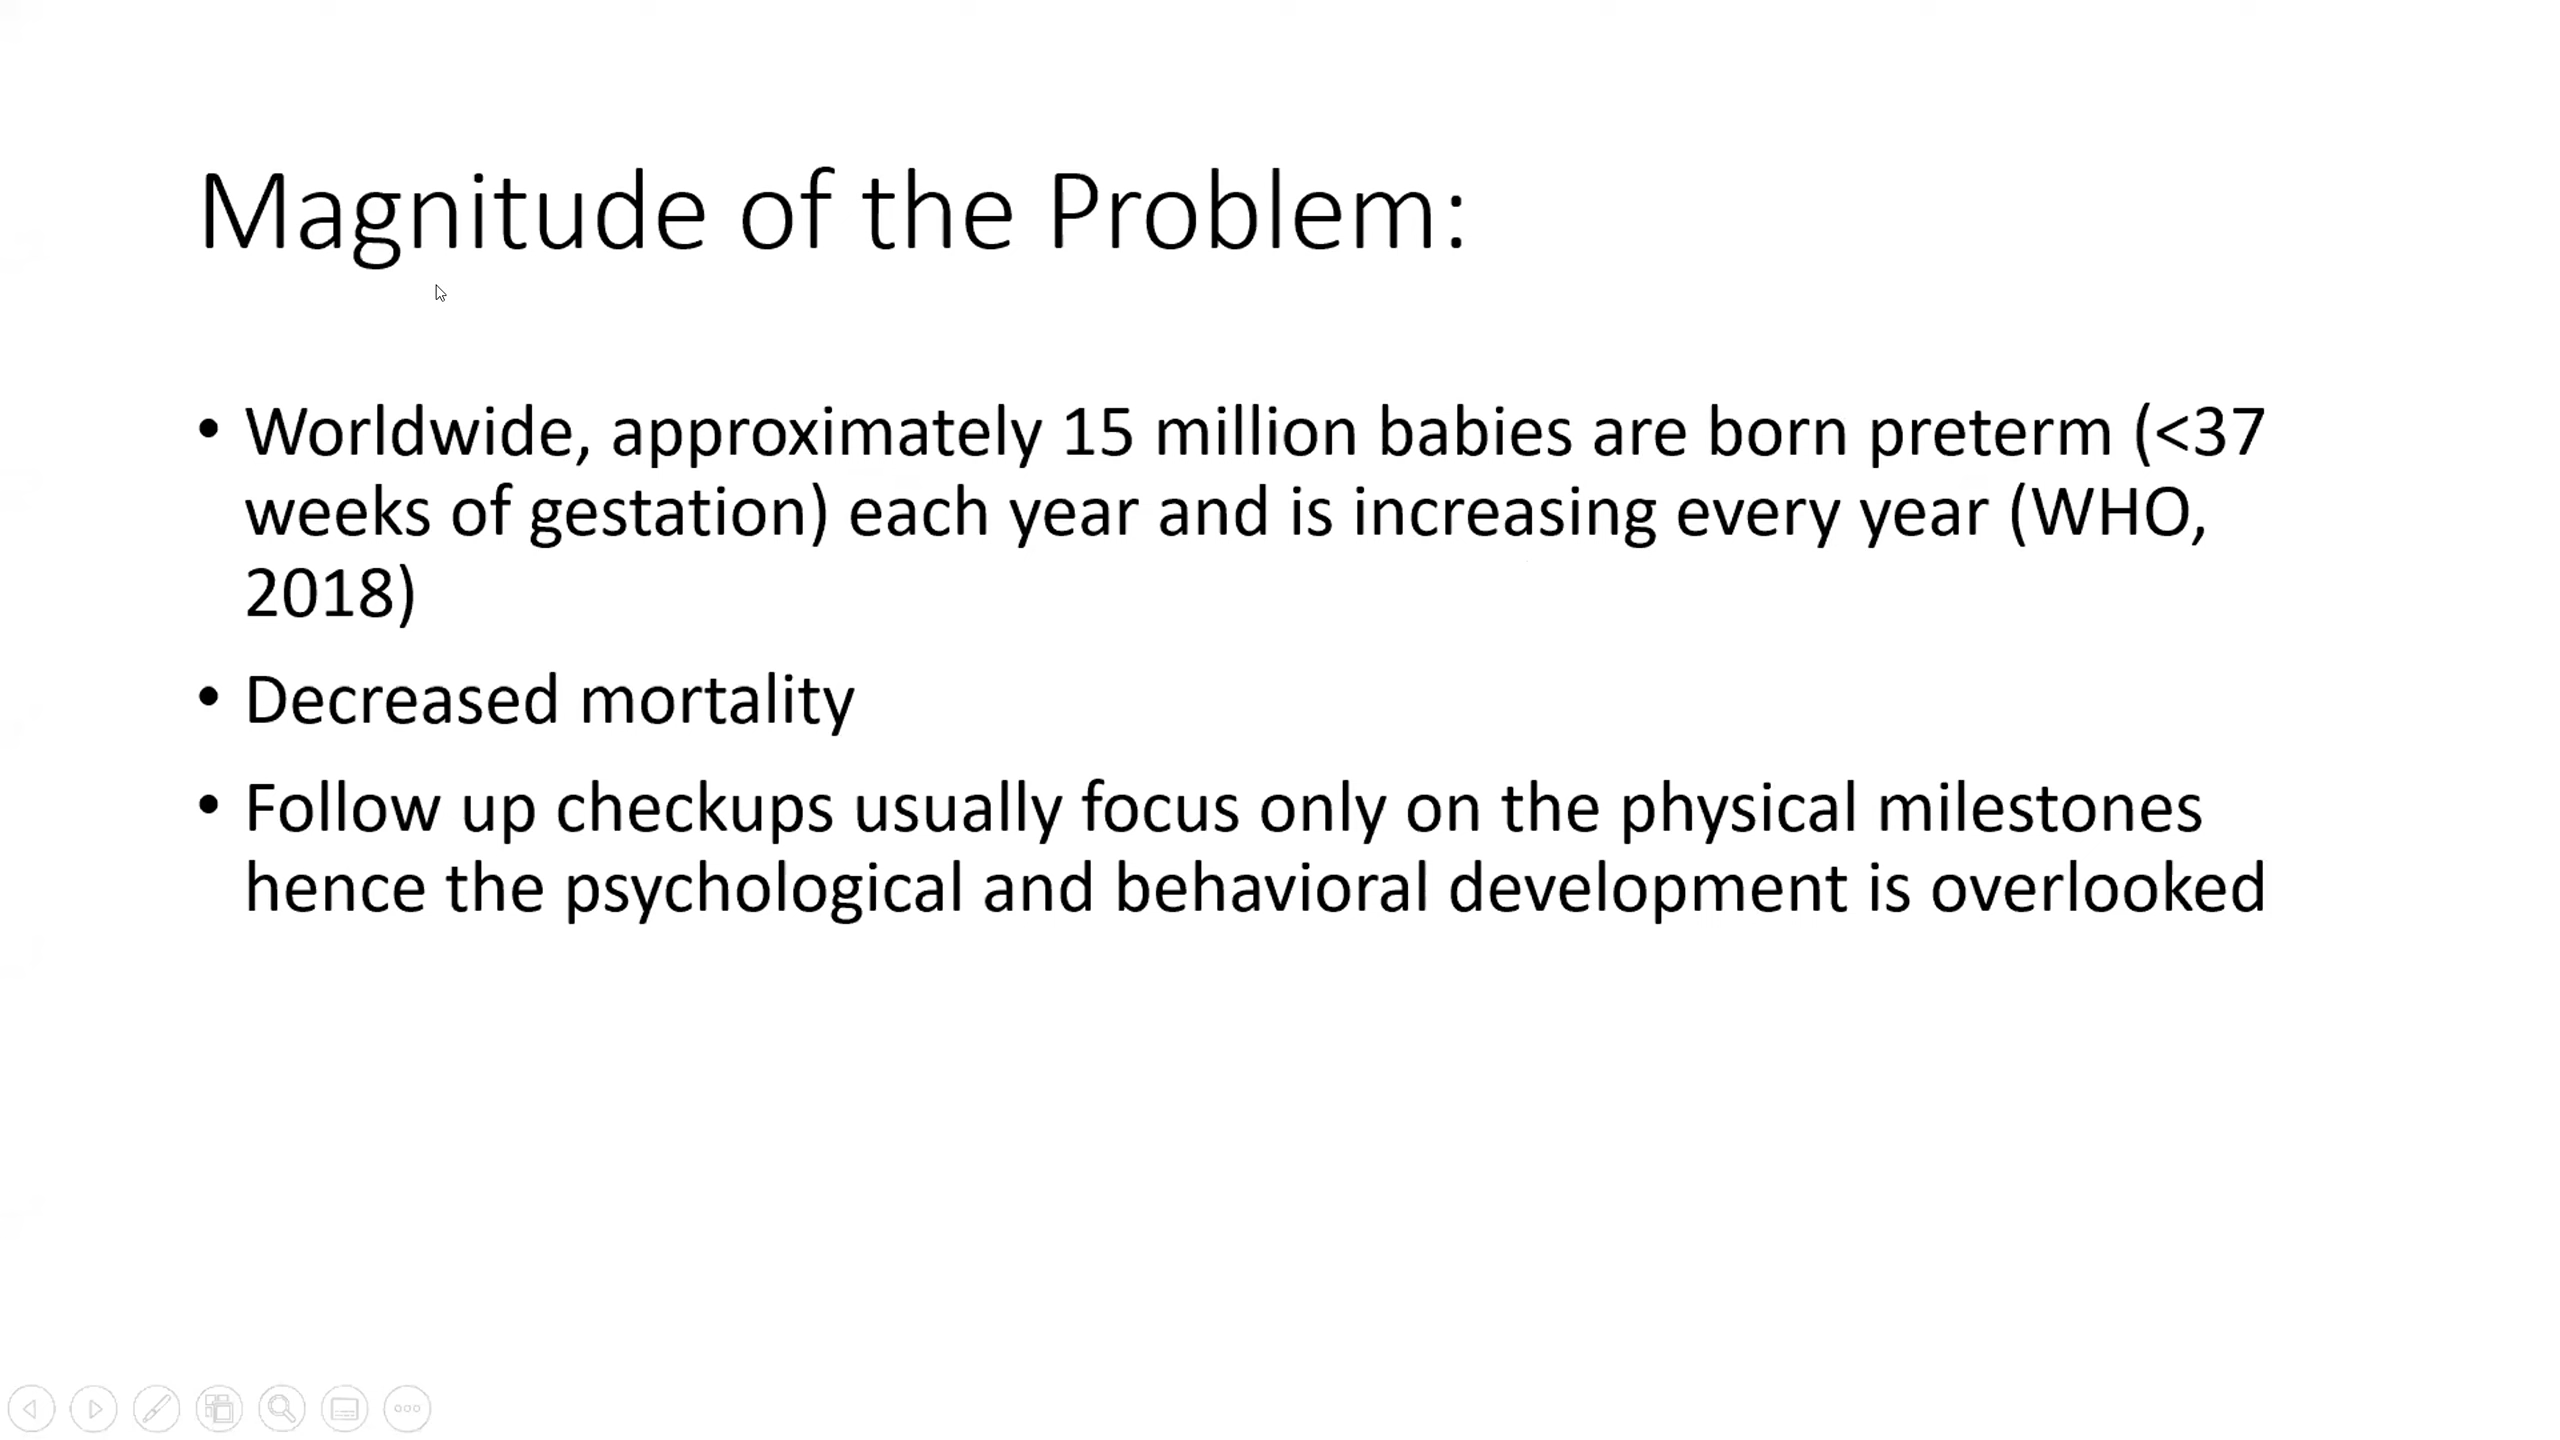 Magnitude of the Problem:
• Worldwide, approximately 15 million babies are born preterm (<37
weeks of gestation) each year and is increasing every year (WHO,
2018)
• Decreased mortality
• Follow up checkups usually focus only on the physical milestones
hence the psychological and behavioral development is overlooked